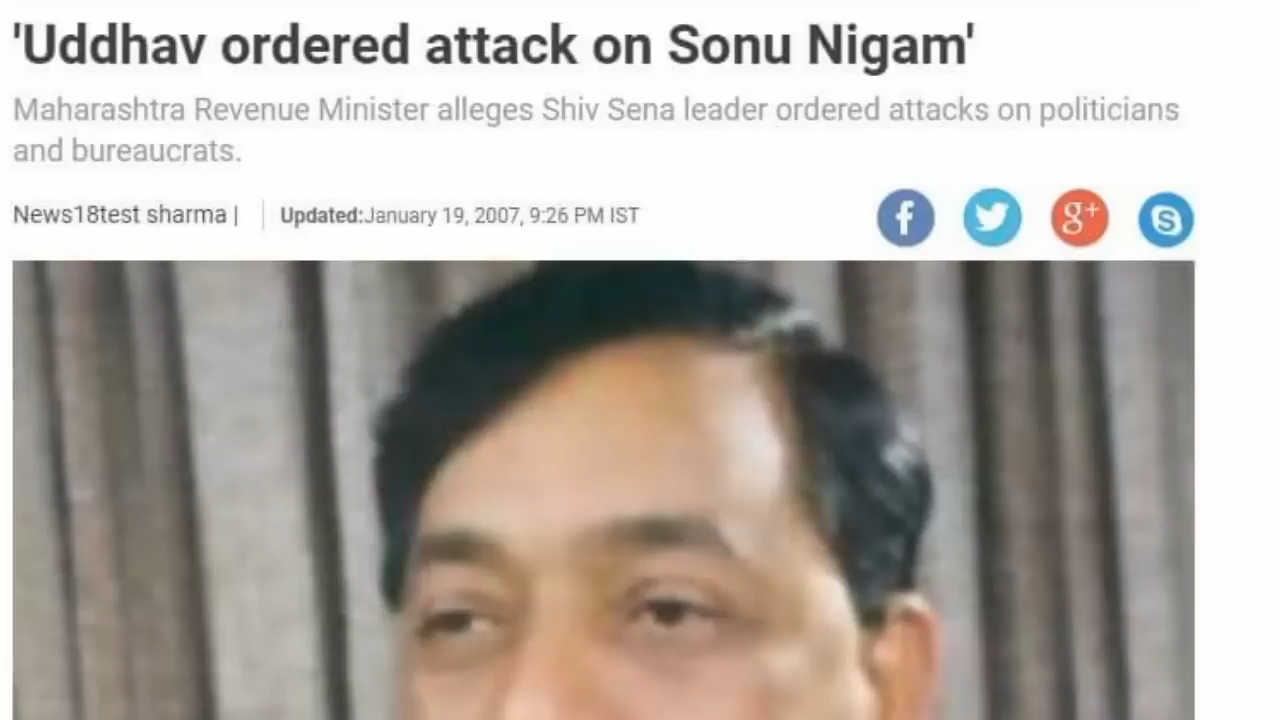 'Uddhav ordered attack on Sonu Nigam'
Maharashtra Revenue Minister alleges Shiv Sena leader ordered attacks on politicians
and bureaucrats.
News18test sharma | Updated:January 19, 2007, 9:26 PM IST
f g+ S